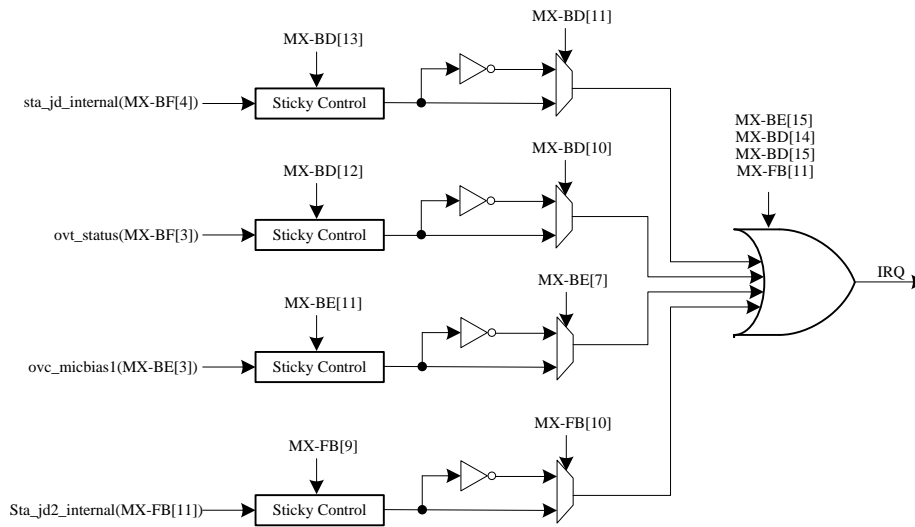 MX-BD[11]
MX-BD[13]
sta_jd_internal(MX-BF[4])
Sticky Control
MX-BE[15]
MX-BD[14]
MX-BD[15]
MX-FB[11]
MX-BD[10]
MX-BD[12]
ovt_status(MX-BF[3])
Sticky Control
IRQ
MX-BE[7]
MX-BE[11]
ovc_micbias1(MX-BE[3])
Sticky Control
MX-FB[10]
MX-FB[9]
Sta_jd2_internal(MX-FB[11])
Sticky Control